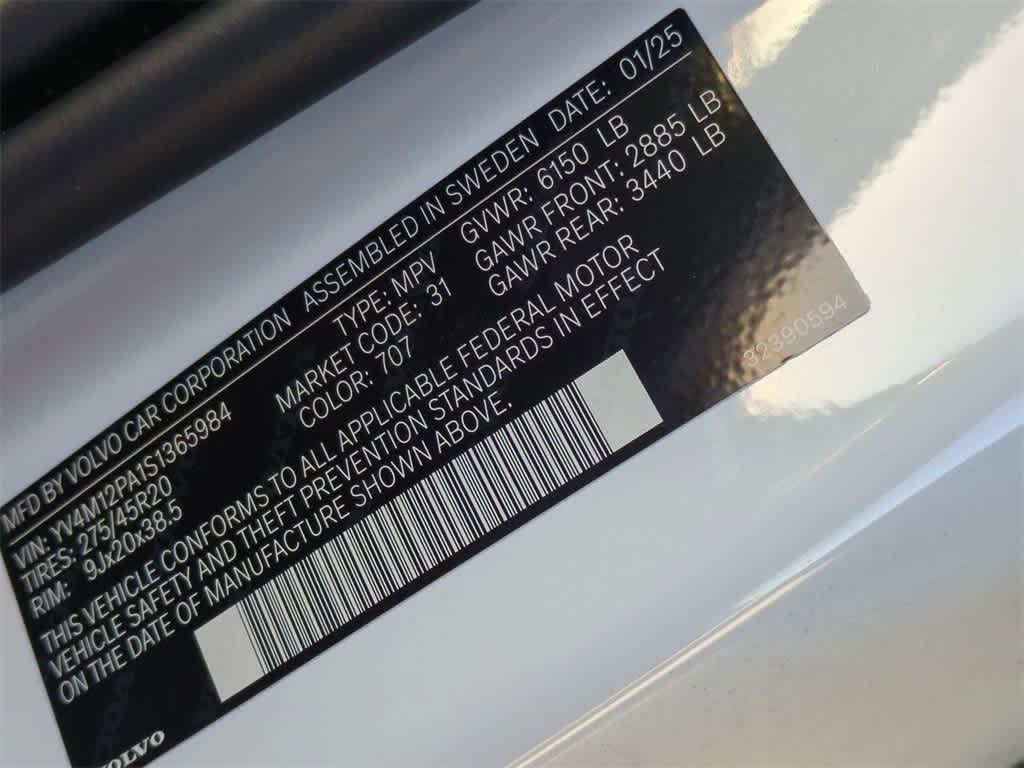 MFD BY VOLVO CAR CORPORATION ASSEMBLED IN SWEDEN DATE: 01/25
VIN: YV4M12PA1S1365984 TYPE: MPV GVWR: 6150 LB
TIRES: 275/45R20 MARKET CODE: 31 GAWR FRONT: 2885 LB
RIM: 9Jx20x38.5 COLOR: 707 GAWR REAR: 3440 LB
THIS VEHICLE CONFORMS TO ALL APPLICABLE FEDERAL MOTOR
VEHICLE SAFETY AND THEFT PREVENTION STANDARDS IN EFFECT
ON THE DATE OF MANUFACTURE SHOWN ABOVE.
32390594
VOLVO